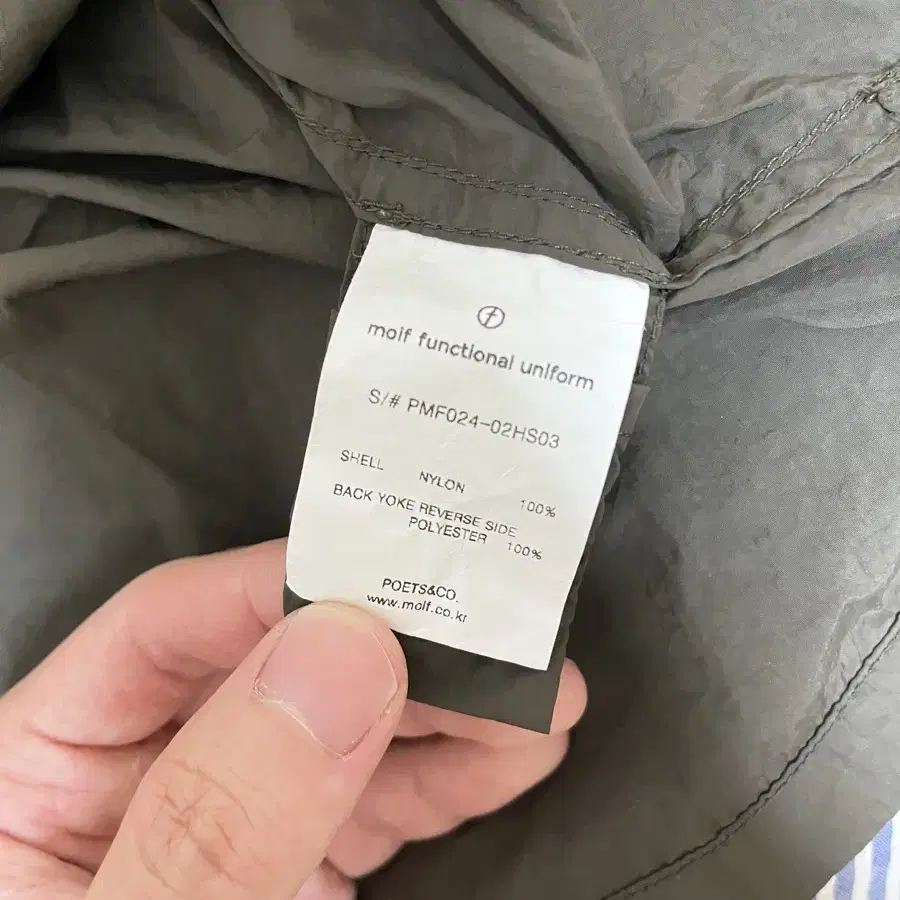 moif functional uniform
S/# PMF024-02HS03
SHELL NYLON 100%
BACK YOKE REVERSE SIDE
POLYESTER 100%
POETS&CO.
www.moif.co.kr